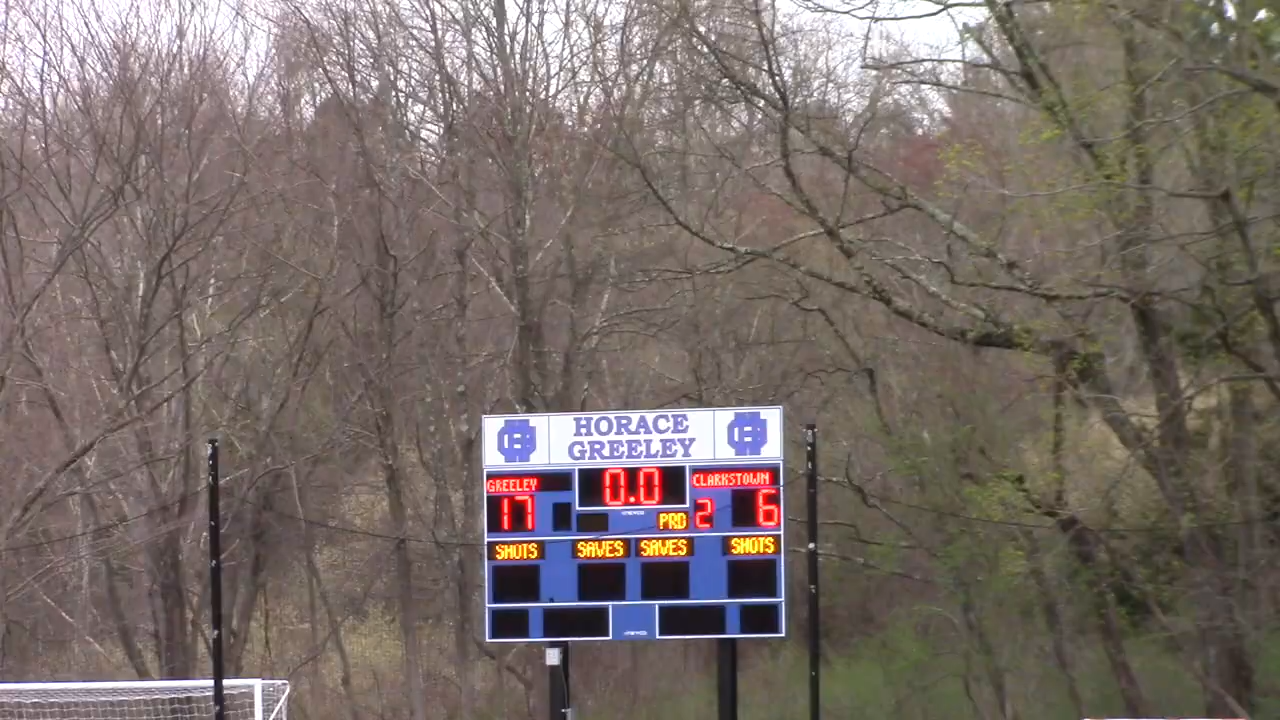 HORACE
GREELEY
GREELEY 0.0 CLARKSTOWN
17 PRD 2 6
SHOTS SAVES SAVES SHOTS